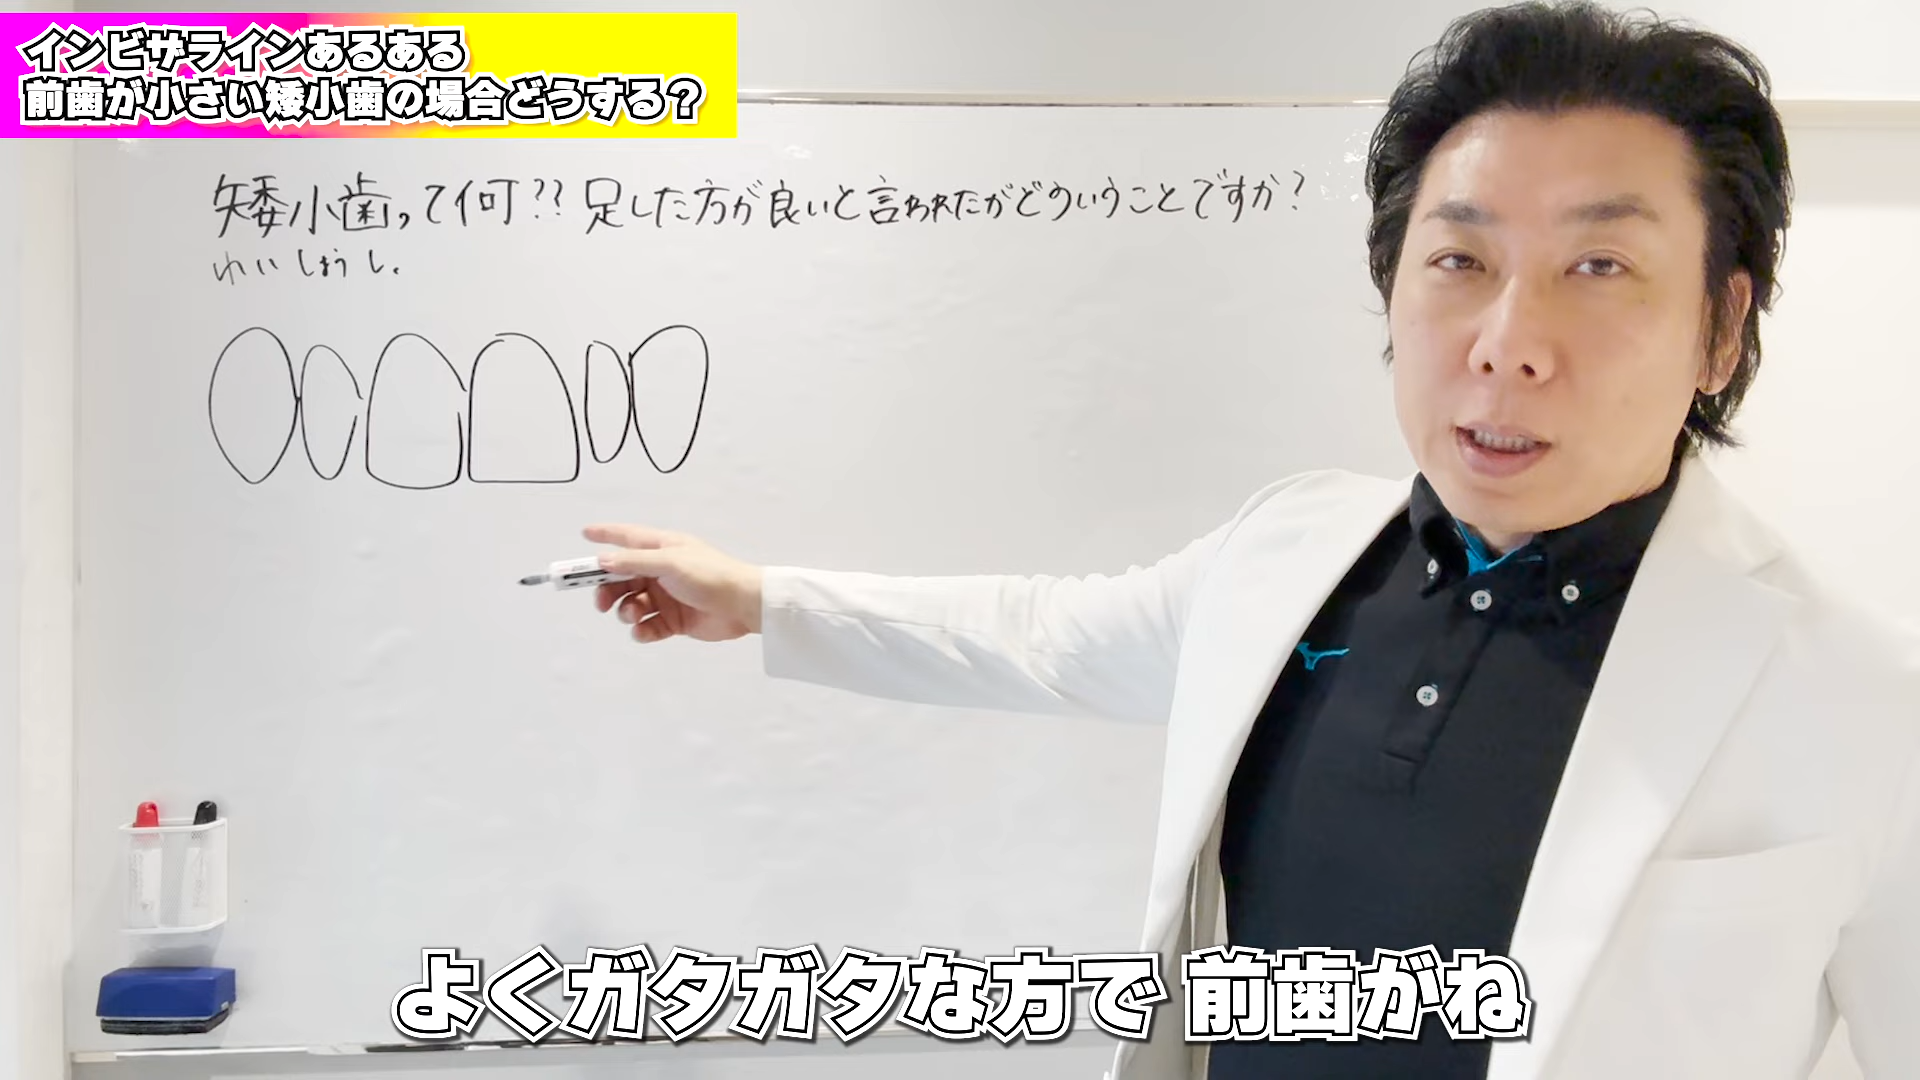 インビザラインあるある
前歯が小さい矮小歯の場合どうする？
矮小歯って何?? 足した方が良いと言われたがどういうことですか?
わいしょうし。
よくガタガタな方で 前歯がね